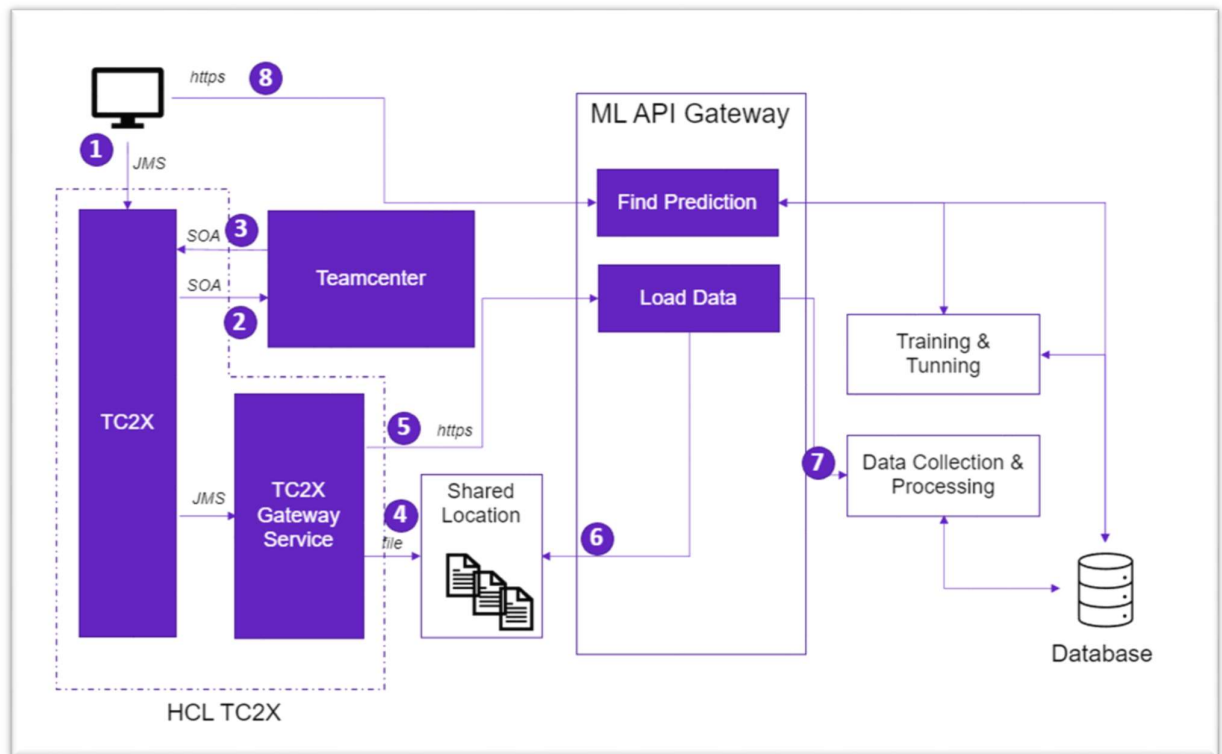 https
8
ML API Gateway
1
JMS
Find Prediction
SOA
3
Teamcenter
Load Data
SOA
2
Training &
Tunning
TC2X
5
https
TC2X
Gateway
Service
JMS
4
file
Shared
Location
7
Data Collection &
Processing
6
Database
HCL TC2X